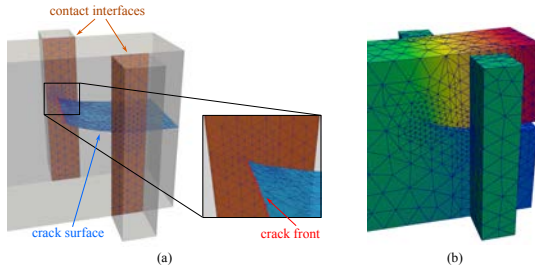 contact interfaces
crack surface
crack front
(a)
(b)